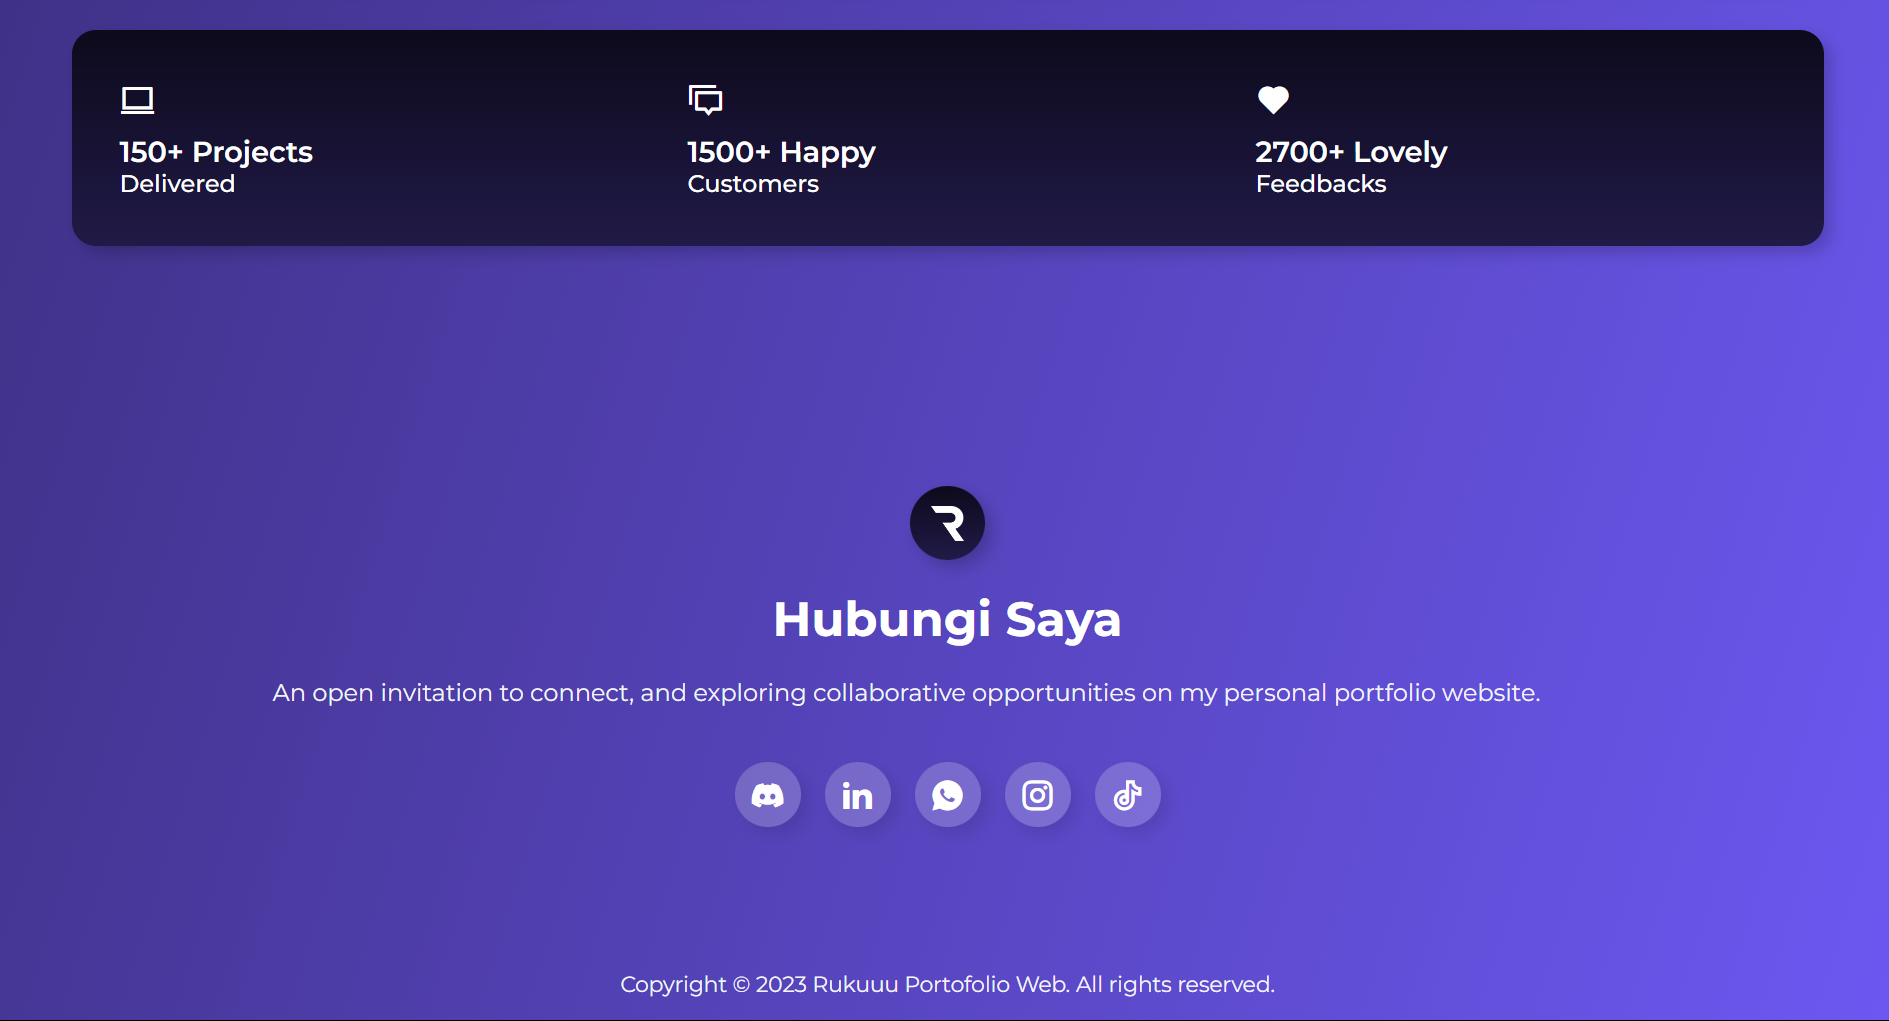 150+ Projects
Delivered
1500+ Happy
Customers
2700+ Lovely
Feedbacks
R
Hubungi Saya
An open invitation to connect, and exploring collaborative opportunities on my personal portfolio website.
in
Copyright © 2023 Rukuuu Portofolio Web. All rights reserved.